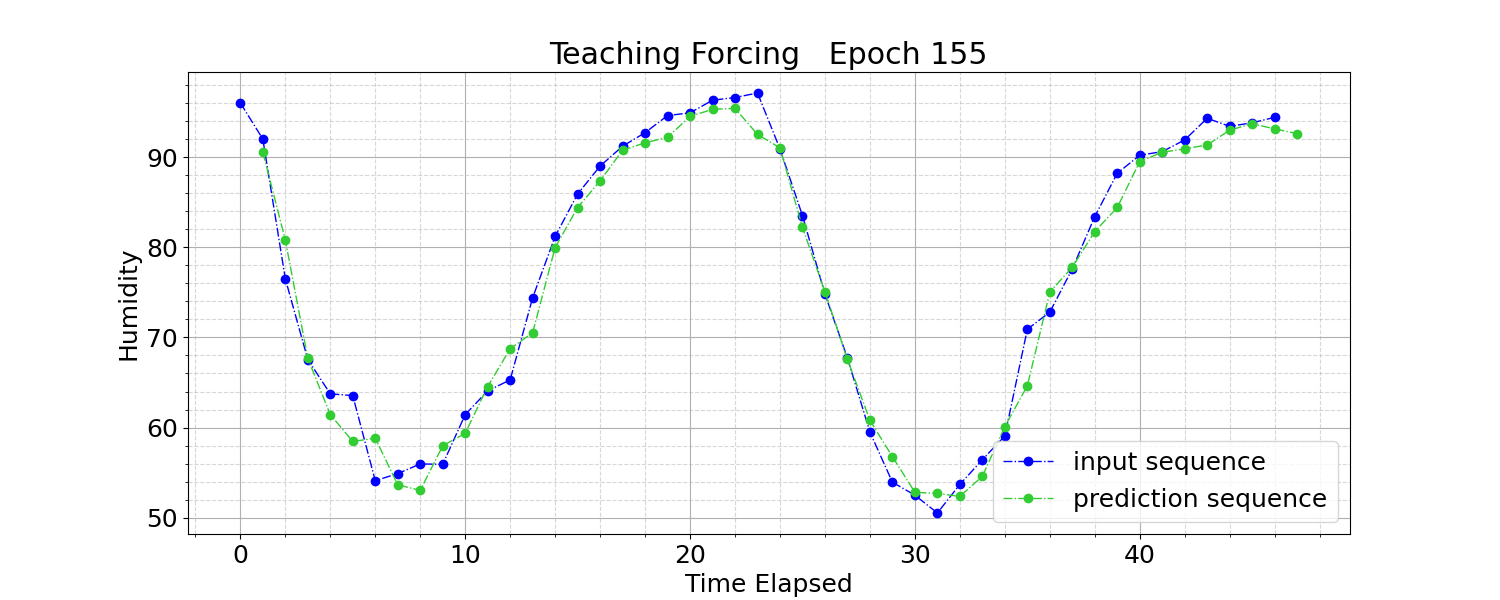 Teaching Forcing   Epoch 155
Humidity
90
80
70
60
50
0 10 20 30 40
Time Elapsed
input sequence
prediction sequence